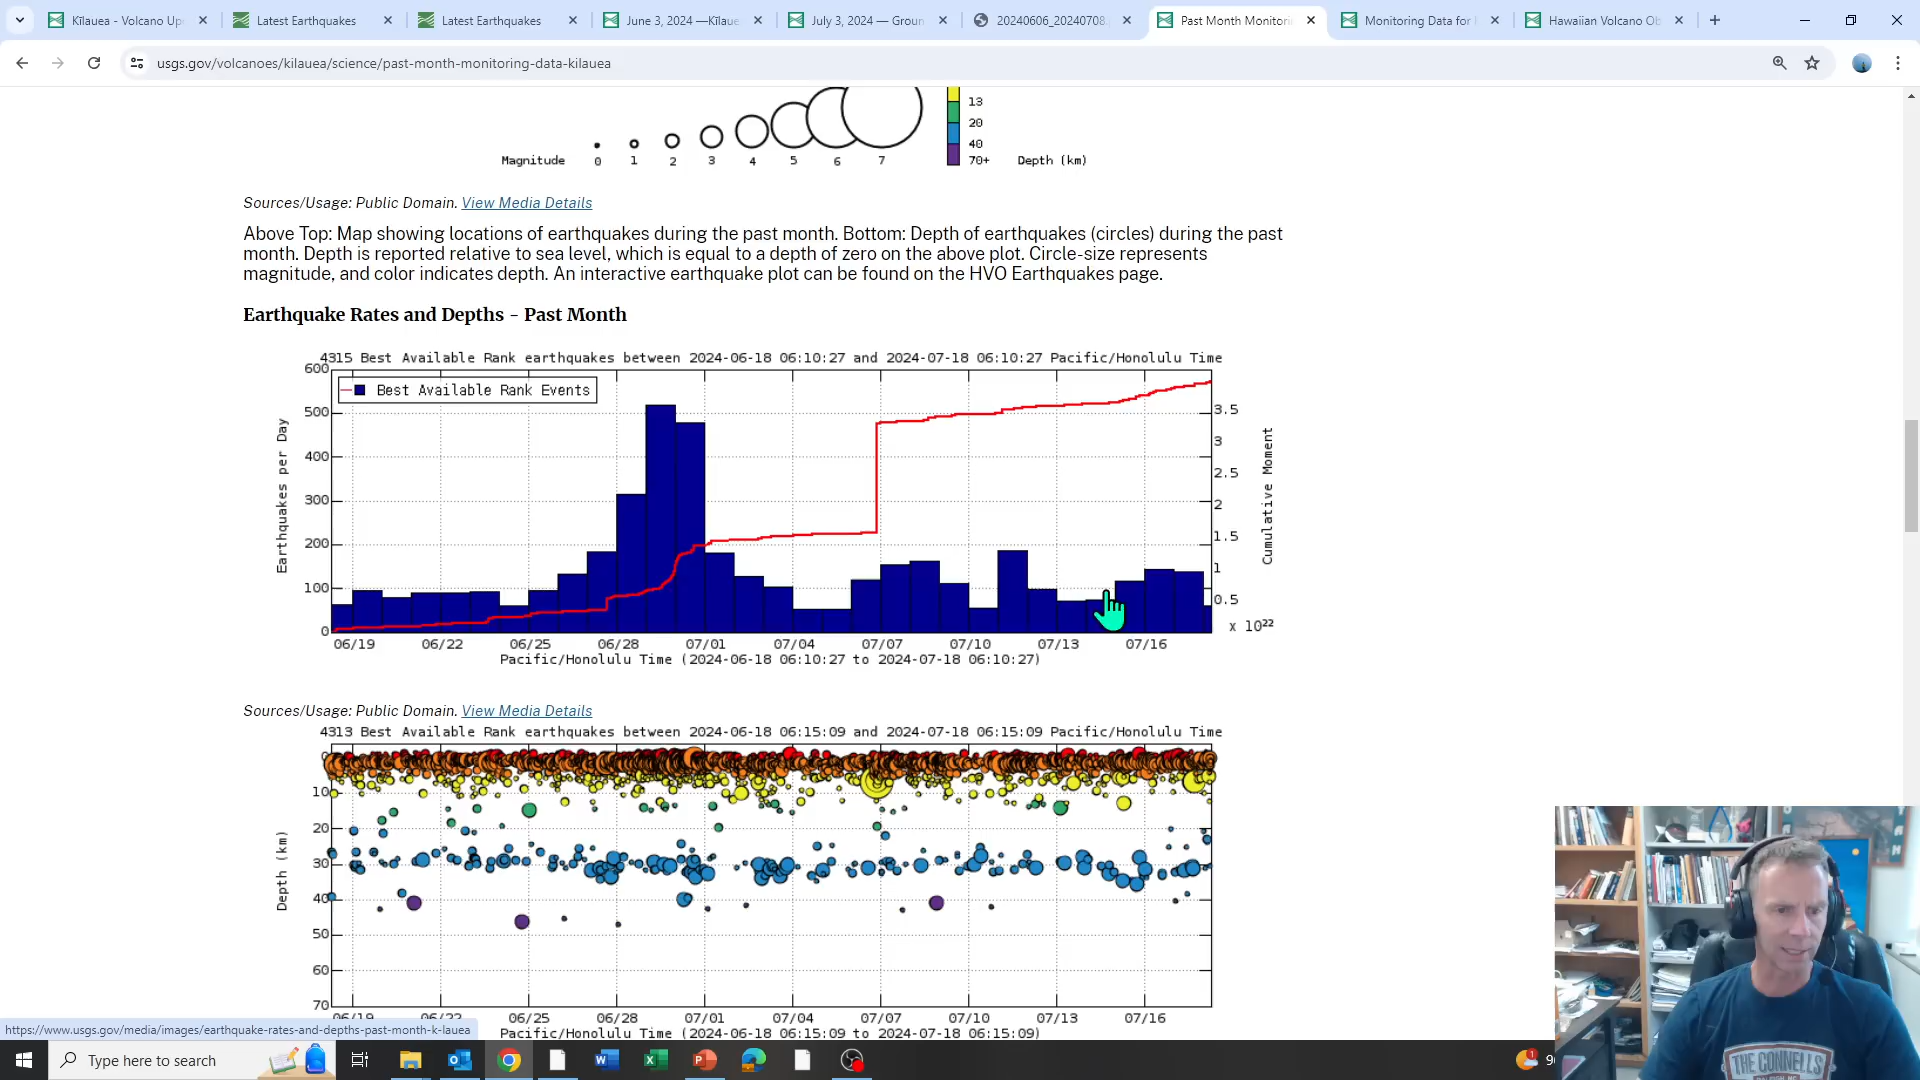 Kīlauea - Volcano Up
Latest Earthquakes
Latest Earthquakes
June 3, 2024 —Kīlaue
July 3, 2024 — Groun
20240606_20240708.
Past Month Monitori
Monitoring Data for
Hawaiian Volcano Ob
usgs.gov/volcanoes/kilauea/science/past-month-monitoring-data-kilauea
13
20
40
70+
Magnitude 0 1 2 3 4 5 6 7 Depth (km)
Sources/Usage: Public Domain. View Media Details
Above Top: Map showing locations of earthquakes during the past month. Bottom: Depth of earthquakes (circles) during the past
month. Depth is reported relative to sea level, which is equal to a depth of zero on the above plot. Circle-size represents
magnitude, and color indicates depth. An interactive earthquake plot can be found on the HVO Earthquakes page.
Earthquake Rates and Depths - Past Month
4315 Best Available Rank earthquakes between 2024-06-18 06:10:27 and 2024-07-18 06:10:27 Pacific/Honolulu Time
Best Available Rank Events
600
500
400
300
200
100
0
Earthquakes per Day
3.5
3
2.5
2
1.5
1
0.5
x 10²²
Cumulative Moment
06/19 06/22 06/25 06/28 07/01 07/04 07/07 07/10 07/13 07/16
Pacific/Honolulu Time (2024-06-18 06:10:27 to 2024-07-18 06:10:27)
Sources/Usage: Public Domain. View Media Details
4313 Best Available Rank earthquakes between 2024-06-18 06:15:09 and 2024-07-18 06:15:09 Pacific/Honolulu Time
10
20
30
40
50
60
70
Depth (km)
06/19 06/22 06/25 06/28 07/01 07/04 07/07 07/10 07/13 07/16
Pacific/Honolulu Time (2024-06-18 06:15:09 to 2024-07-18 06:15:09)
https://www.usgs.gov/media/images/earthquake-rates-and-depths-past-month-k-lauea
Type here to search
1
THE CONNELLS